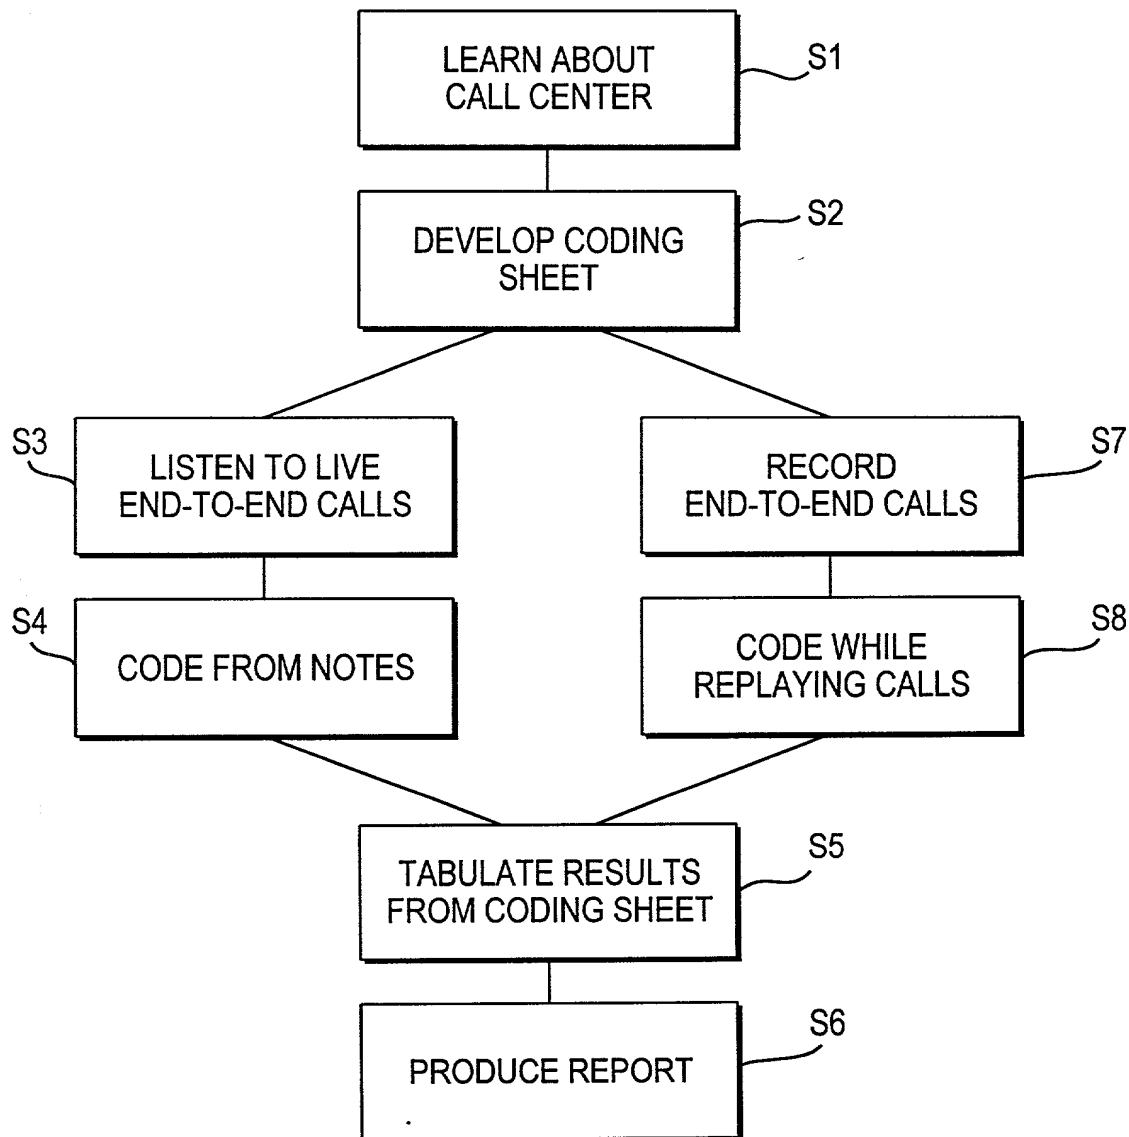 LEARN ABOUT
CALL CENTER
S1
DEVELOP CODING
SHEET
S2
S3
LISTEN TO LIVE
END-TO-END CALLS
RECORD
END-TO-END CALLS
S7
S4
CODE FROM NOTES
CODE WHILE
REPLAYING CALLS
S8
TABULATE RESULTS
FROM CODING SHEET
S5
PRODUCE REPORT
S6